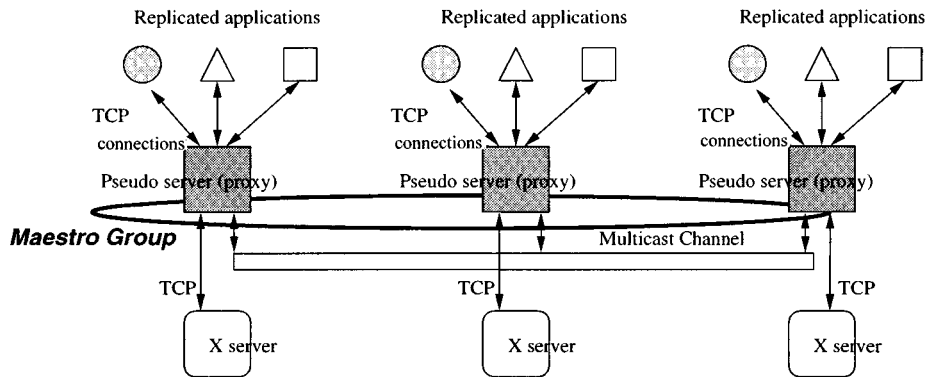 Replicated applications
Replicated applications
Replicated applications
TCP
connections
TCP
connections
TCP
connections
Pseudo server (proxy)
Pseudo server (proxy)
Pseudo server (proxy)
Maestro Group
Multicast Channel
TCP
TCP
TCP
X server
X server
X server